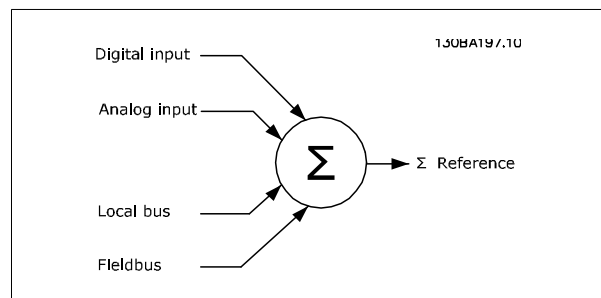 Digital input
130BA197.10
Analog input
Σ
Σ Reference
Local bus
Fieldbus